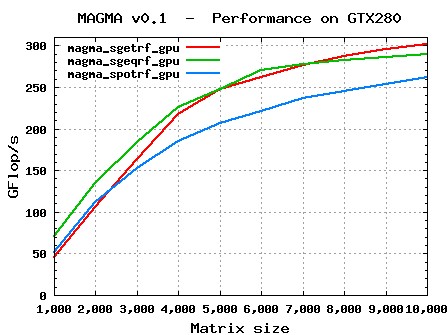 MAGMA v0.1 - Performance on GTX280
magma_sgetrf_gpu
magma_sgeqrf_gpu
magma_spotrf_gpu
GFlop/s
300
250
200
150
100
50
0
1,000 2,000 3,000 4,000 5,000 6,000 7,000 8,000 9,000 10,000
Matrix size